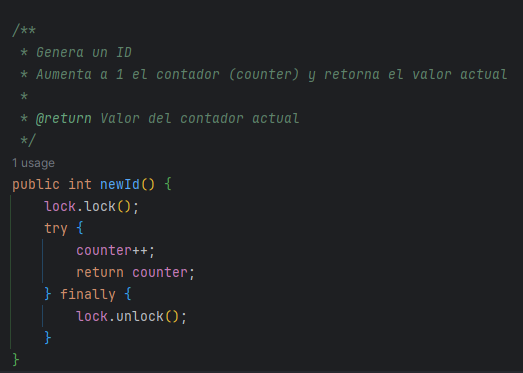 /**
 * Genera un ID
 * Aumenta a 1 el contador (counter) y retorna el valor actual
 *
 * @return Valor del contador actual
 */
1 usage
public int newId() {
    lock.lock();
    try {
        counter++;
        return counter;
    } finally {
        lock.unlock();
    }
}